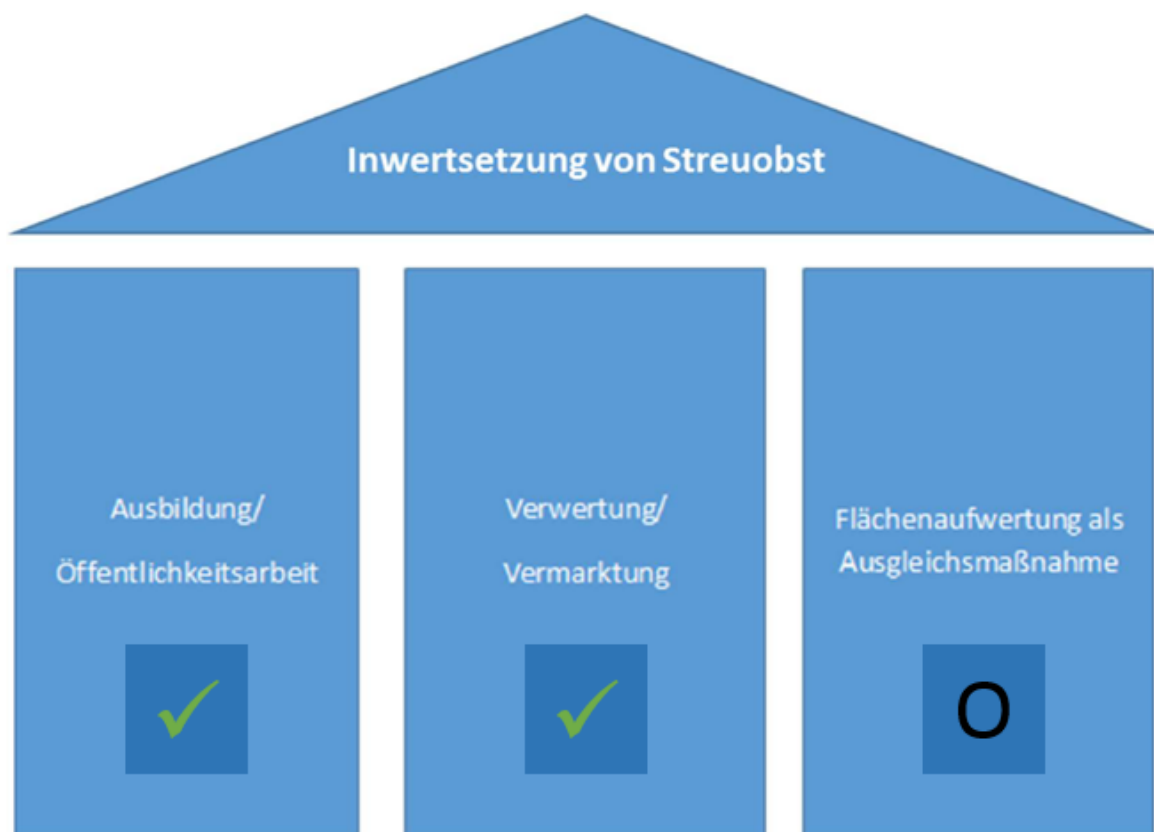 Inwertsetzung von Streuobst
Ausbildung/
Öffentlichkeitsarbeit
Verwertung/
Vermarktung
Flächenaufwertung als
Ausgleichsmaßnahme
✓
✓
O